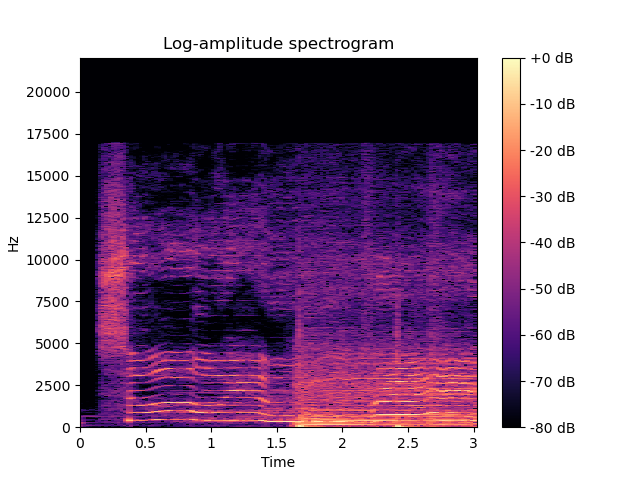 Log-amplitude spectrogram
Hz
20000
17500
15000
12500
10000
7500
5000
2500
0
0
0.5
1
1.5
2
2.5
3
Time
+0 dB
-10 dB
-20 dB
-30 dB
-40 dB
-50 dB
-60 dB
-70 dB
-80 dB